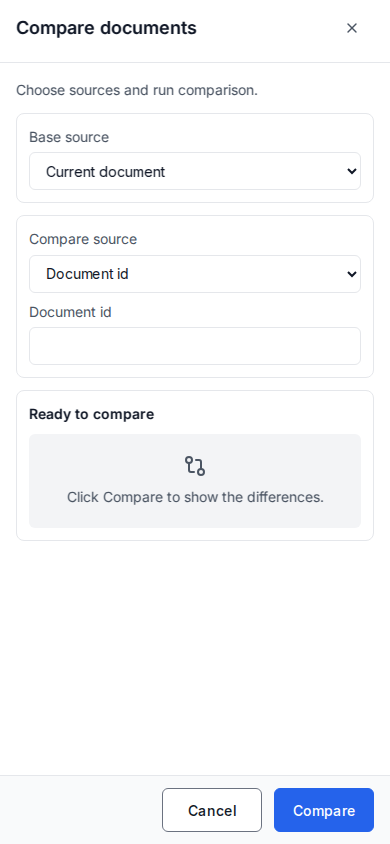 Compare documents
Choose sources and run comparison.
Base source
Current document
Compare source
Document id
Document id
Ready to compare
Click Compare to show the differences.
Cancel
Compare